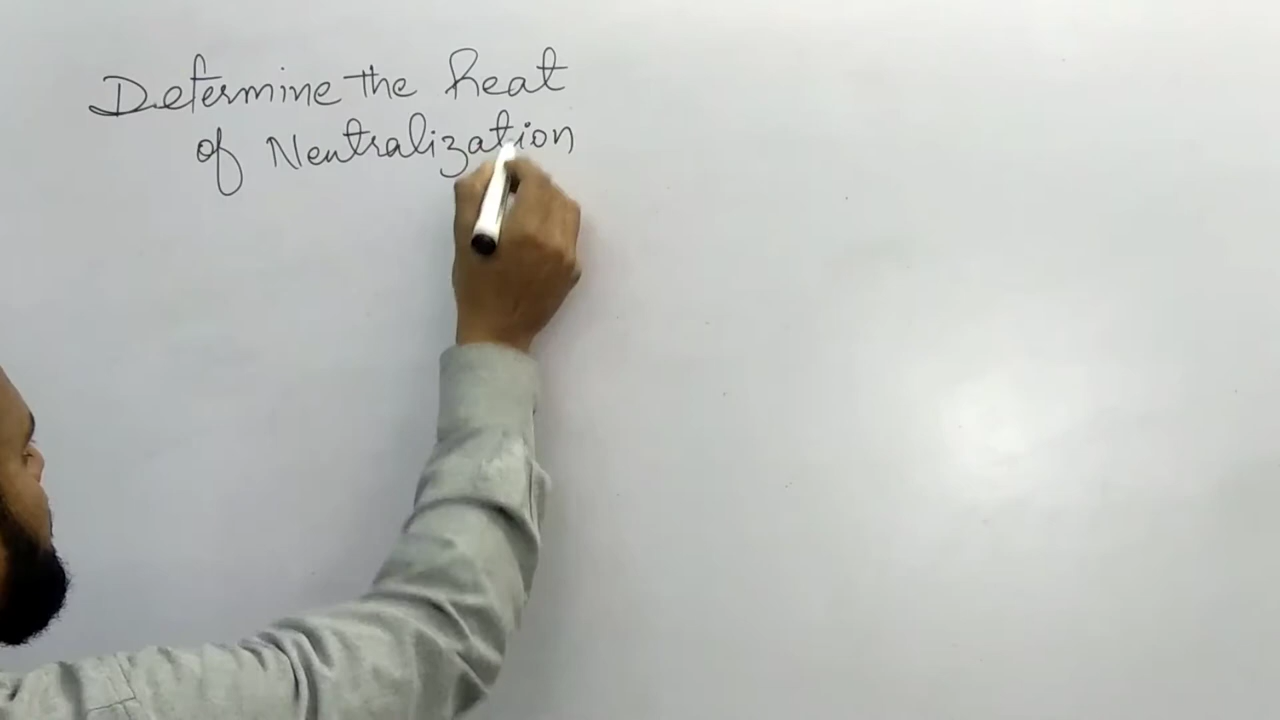 Determine the heat
of Neutralization